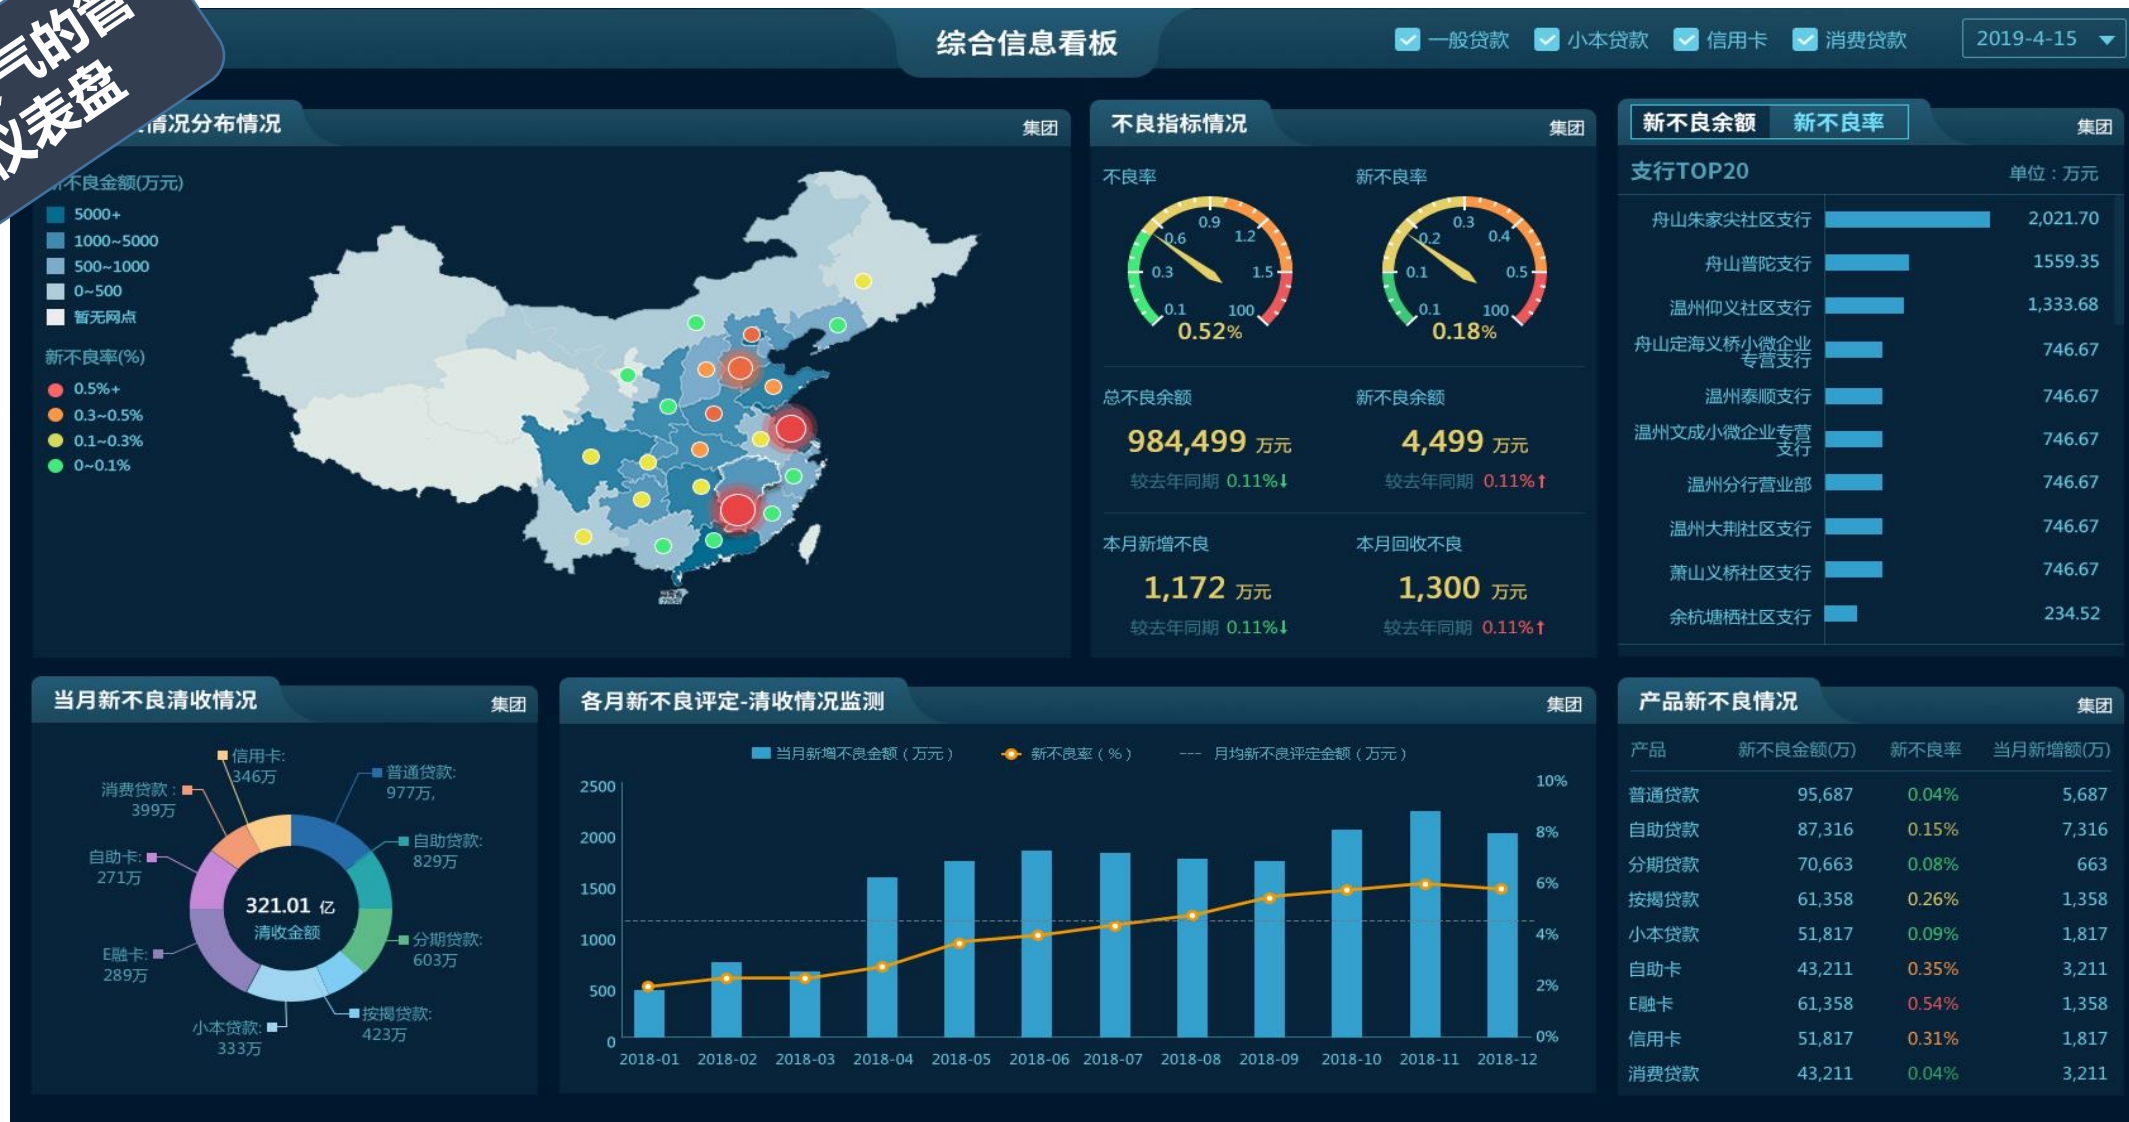 气的管
仪表盘
综合信息看板
一般贷款
小本贷款
信用卡
消费贷款
2019-4-15
情况分布情况
集团
新不良金额(万元)
5000+
1000~5000
500~1000
0~500
暂无网点
新不良率(%)
0.5%+
0.3~0.5%
0.1~0.3%
0~0.1%
不良指标情况
集团
不良率
0.1
0.3
0.6
0.9
1.2
1.5
100
0.52%
新不良率
0.1
0.1
0.2
0.3
0.4
0.5
100
0.18%
总不良余额
984,499 万元
较去年同期 0.11%↓
新不良余额
4,499 万元
较去年同期 0.11%↑
本月新增不良
1,172 万元
较去年同期 0.11%↓
本月回收不良
1,300 万元
较去年同期 0.11%↑
新不良余额
新不良率
集团
支行TOP20
单位：万元
舟山朱家尖社区支行
2,021.70
舟山普陀支行
1559.35
温州仰义社区支行
1,333.68
舟山定海义桥小微企业
专营支行
746.67
温州泰顺支行
746.67
温州文成小微企业专营
支行
746.67
温州分行营业部
746.67
温州大荆社区支行
746.67
萧山义桥社区支行
746.67
余杭塘栖社区支行
234.52
当月新不良清收情况
集团
信用卡:
346万
普通贷款:
977万,
消费贷款：
399万
自助贷款:
829万
自助卡:
271万
321.01 亿
清收金额
分期贷款:
603万
E融卡:
289万
按揭贷款:
423万
小本贷款:
333万
各月新不良评定-清收情况监测
集团
当月新增不良金额（万元）
新不良率（%）
月均新不良评定金额（万元）
2500
2000
1500
1000
500
0
10%
8%
6%
4%
2%
0%
2018-01
2018-02
2018-03
2018-04
2018-05
2018-06
2018-07
2018-08
2018-09
2018-10
2018-11
2018-12
产品新不良情况
集团
产品 新不良金额(万) 新不良率 当月新增额(万)
普通贷款 95,687 0.04% 5,687
自助贷款 87,316 0.15% 7,316
分期贷款 70,663 0.08% 663
按揭贷款 61,358 0.26% 1,358
小本贷款 51,817 0.09% 1,817
自助卡 43,211 0.35% 3,211
E融卡 61,358 0.54% 1,358
信用卡 51,817 0.31% 1,817
消费贷款 43,211 0.04% 3,211